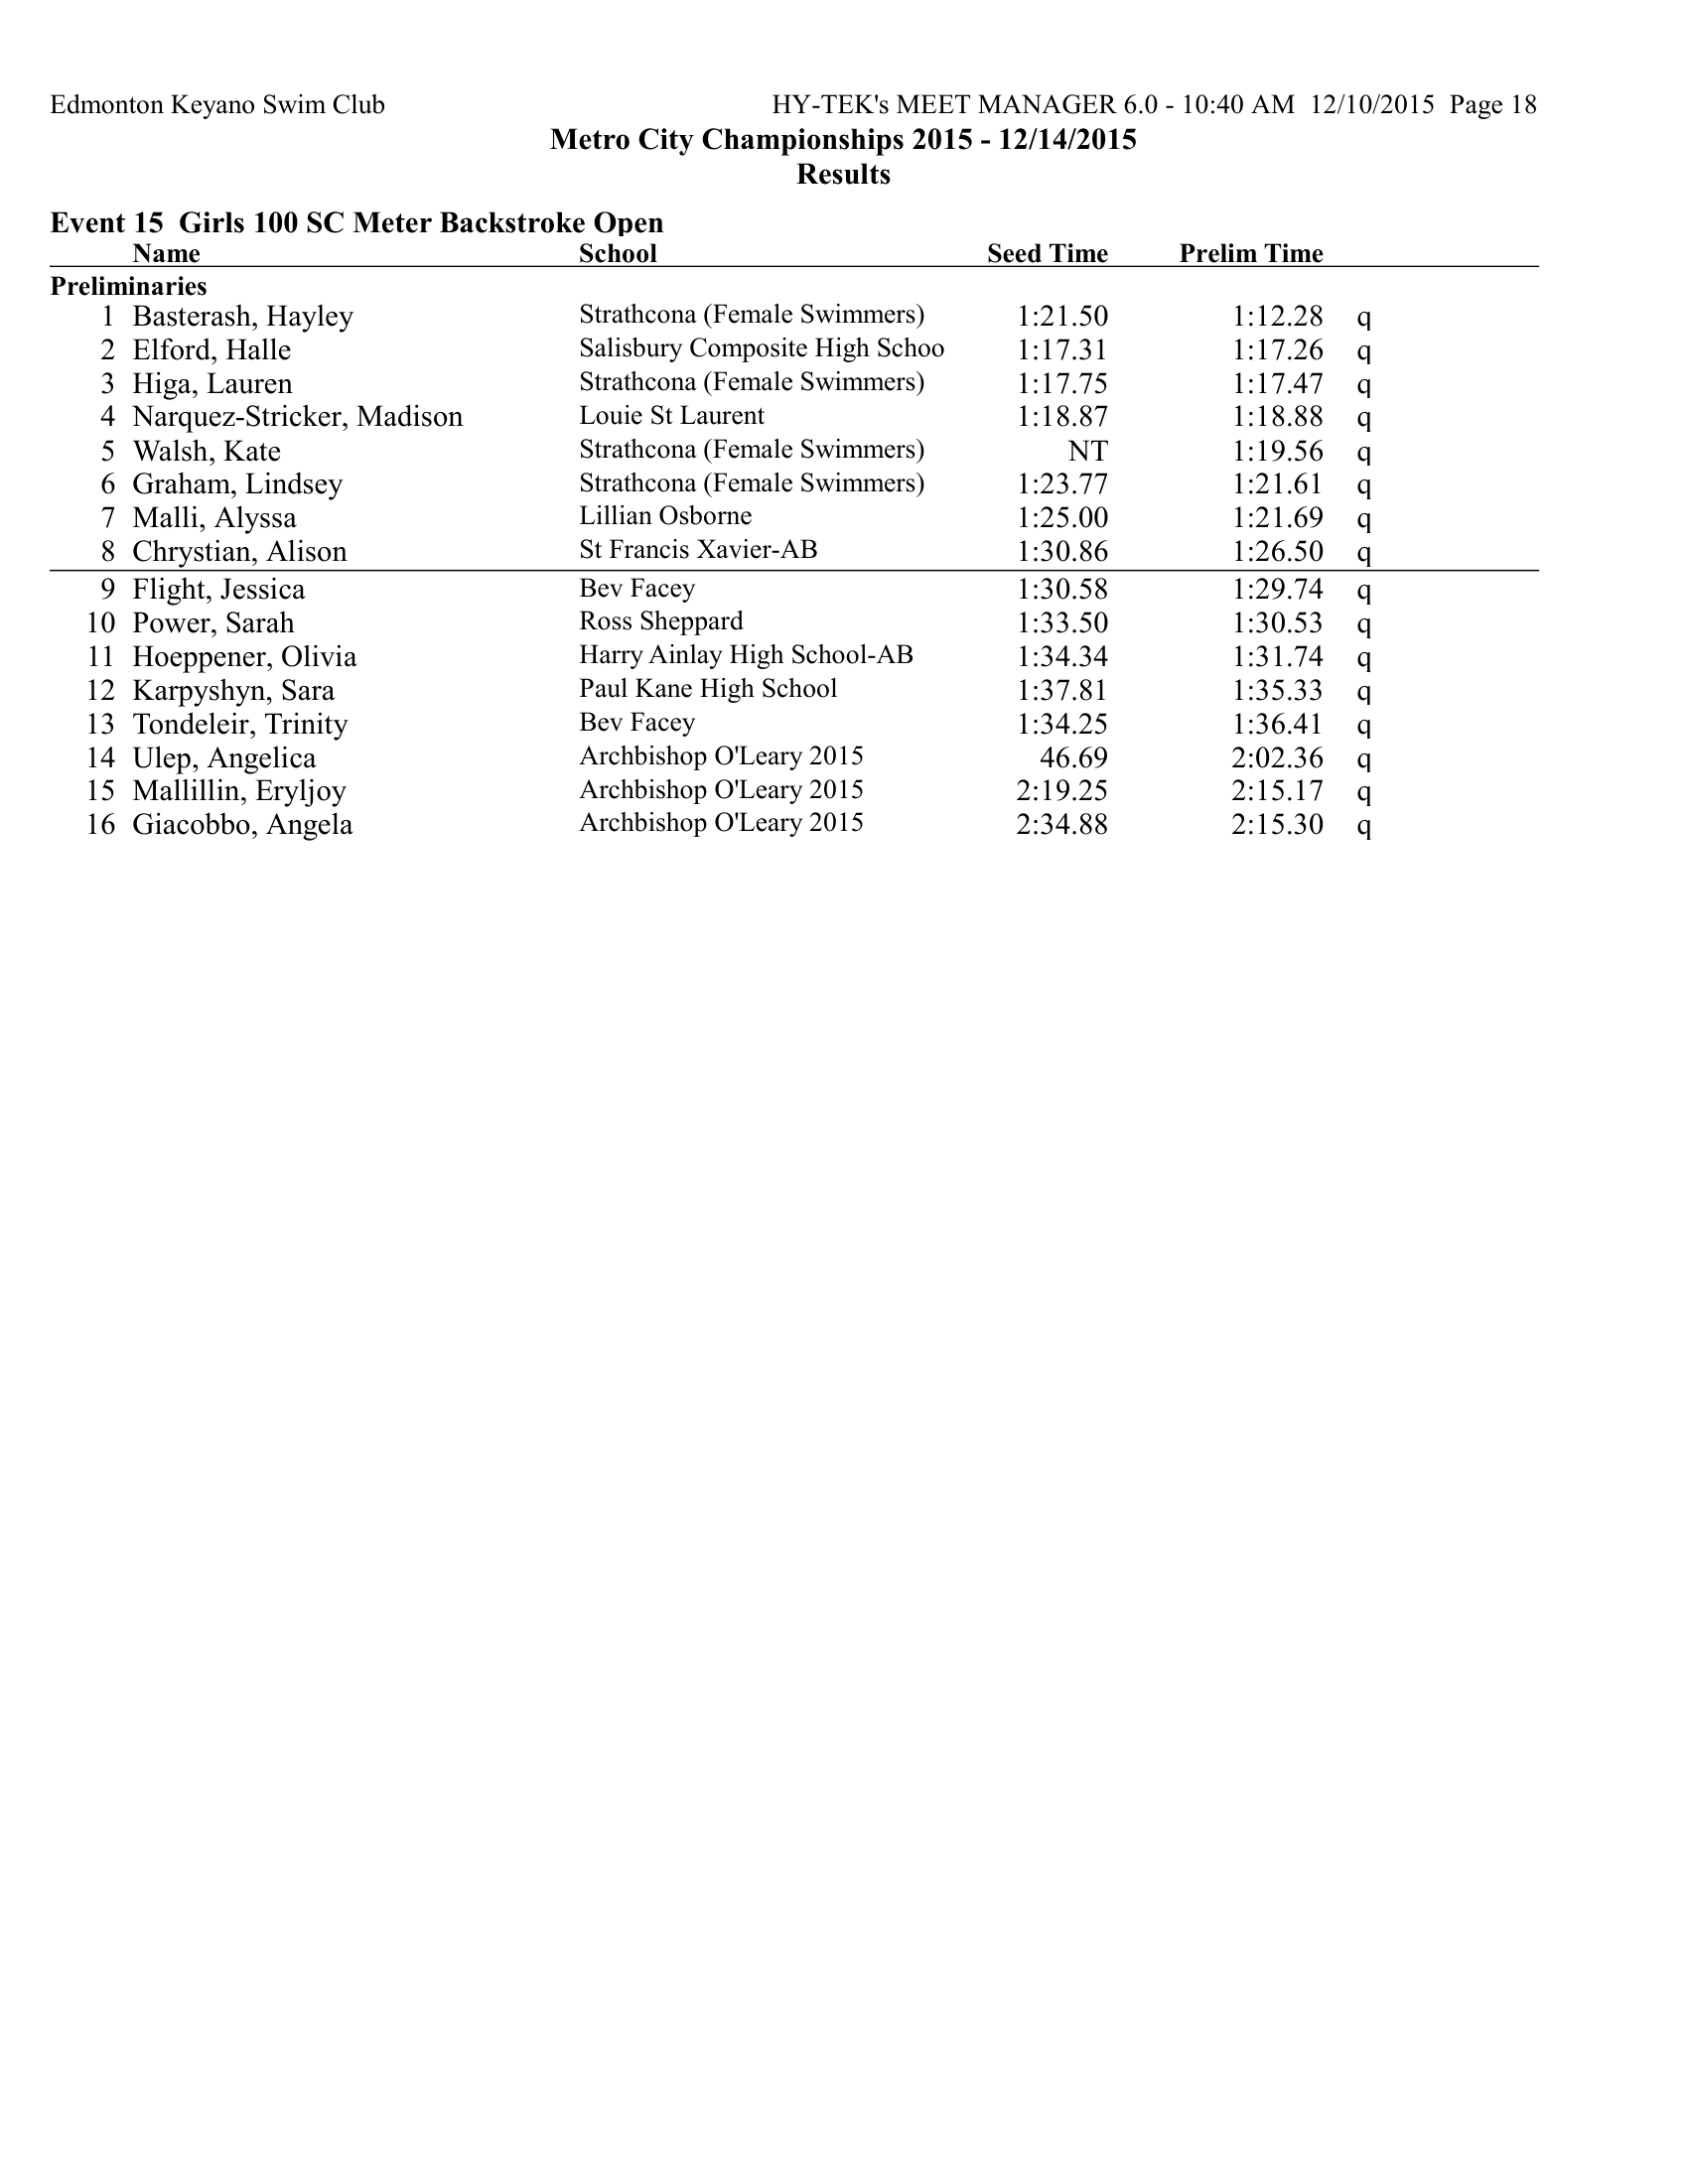 Edmonton Keyano Swim Club HY-TEK's MEET MANAGER 6.0 - 10:40 AM 12/10/2015 Page 18
Metro City Championships 2015 - 12/14/2015
Results
Event 15 Girls 100 SC Meter Backstroke Open
Name School Seed Time Prelim Time
Preliminaries
1 Basterash, Hayley Strathcona (Female Swimmers) 1:21.50 1:12.28 q
2 Elford, Halle Salisbury Composite High Schoo 1:17.31 1:17.26 q
3 Higa, Lauren Strathcona (Female Swimmers) 1:17.75 1:17.47 q
4 Narquez-Stricker, Madison Louie St Laurent 1:18.87 1:18.88 q
5 Walsh, Kate Strathcona (Female Swimmers) NT 1:19.56 q
6 Graham, Lindsey Strathcona (Female Swimmers) 1:23.77 1:21.61 q
7 Malli, Alyssa Lillian Osborne 1:25.00 1:21.69 q
8 Chrystian, Alison St Francis Xavier-AB 1:30.86 1:26.50 q
9 Flight, Jessica Bev Facey 1:30.58 1:29.74 q
10 Power, Sarah Ross Sheppard 1:33.50 1:30.53 q
11 Hoeppener, Olivia Harry Ainlay High School-AB 1:34.34 1:31.74 q
12 Karpyshyn, Sara Paul Kane High School 1:37.81 1:35.33 q
13 Tondeleir, Trinity Bev Facey 1:34.25 1:36.41 q
14 Ulep, Angelica Archbishop O'Leary 2015 46.69 2:02.36 q
15 Mallillin, Eryljoy Archbishop O'Leary 2015 2:19.25 2:15.17 q
16 Giacobbo, Angela Archbishop O'Leary 2015 2:34.88 2:15.30 q